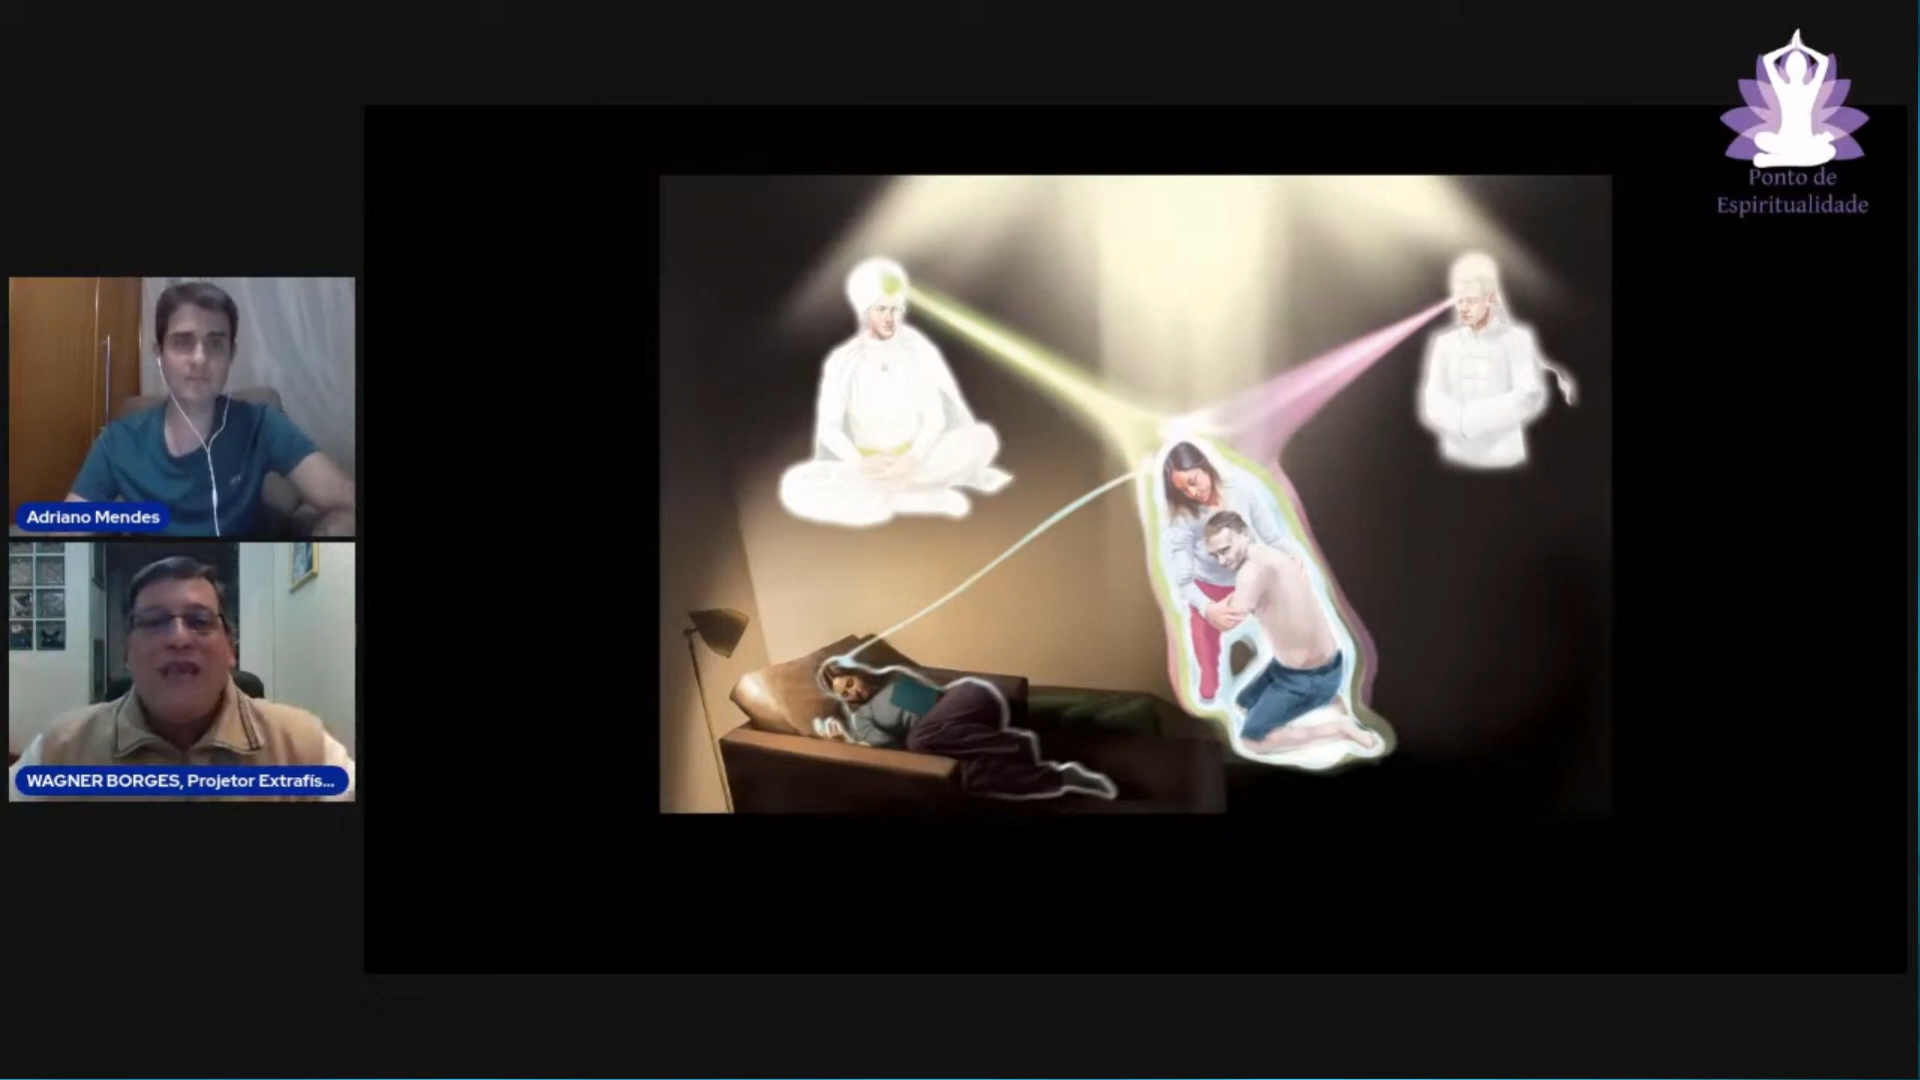 Ponto de
Espiritualidade
Adriano Mendes
WAGNER BORGES, Projetor Extrafís...